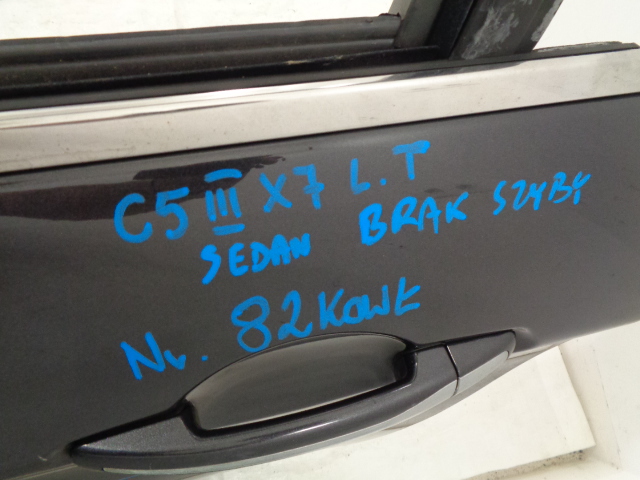 C5 III X7 L.T
SEDAN BRAK SZYBY
Nr. 82KOWE